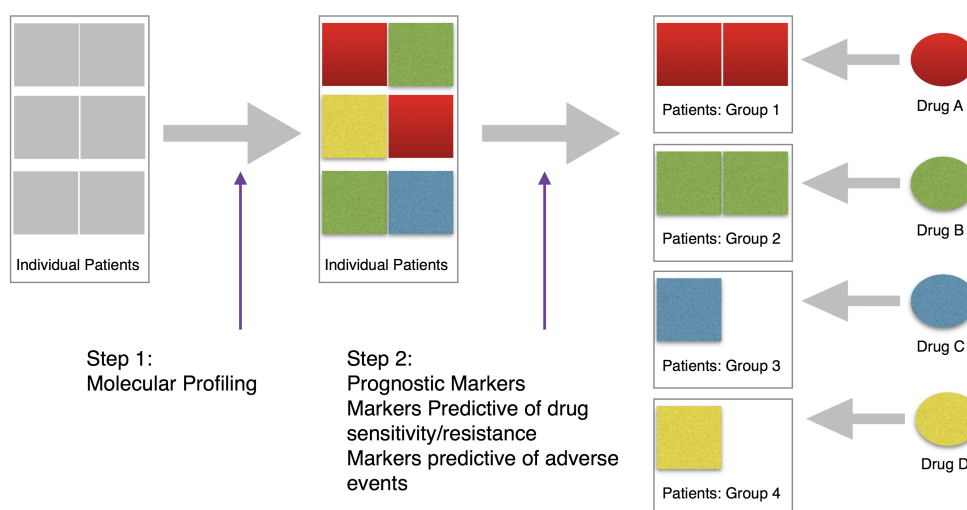 Individual Patients
Individual Patients
Patients: Group 1
Drug A
Patients: Group 2
Drug B
Patients: Group 3
Drug C
Patients: Group 4
Drug D
Step 1:
Molecular Profiling
Step 2:
Prognostic Markers
Markers Predictive of drug
sensitivity/resistance
Markers predictive of adverse
events